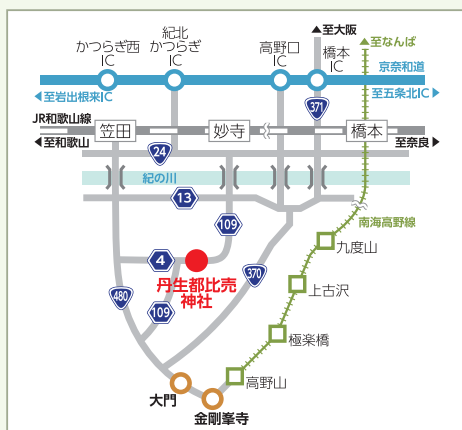 至大阪
紀北
かつらぎ西
かつらぎ
高野口
橋本
至なんば
IC
IC
IC
IC
京奈和道
至岩出根来IC
371
至五条北IC
JR和歌山線
笠田
妙寺
橋本
至和歌山
24
至奈良
紀の川
13
109
南海高野線
4
九度山
丹生都比売
神社
370
480
109
上古沢
極楽橋
高野山
大門
金剛峯寺